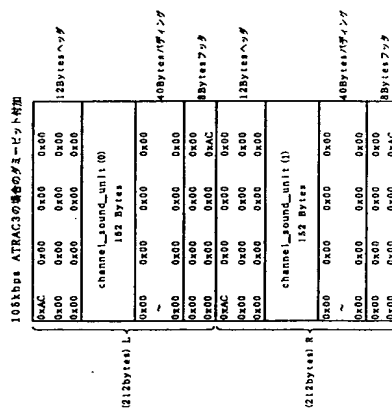 105kbps ATRAC3の場合のダミービット付加
0xAC 0x00 0x00 0x00
0x00 0x00 0x00 0x00
0x00 0x00 0x00 0x00
12Bytesヘッダ
channel_sound_unit(0)
152 Bytes
0x00 0x00 0x00 0x00
~
0x00 0x00 0x00 0x00
40Bytesパディング
0x00 0x00 0x00 0x00
0x00 0x00 0x00 0xAC
8Bytesフッタ
(212bytes) L
0xAC 0x00 0x00 0x00
0x00 0x00 0x00 0x00
0x00 0x00 0x00 0x00
12Bytesヘッダ
channel_sound_unit(1)
152 Bytes
0x00 0x00 0x00 0x00
~
0x00 0x00 0x00 0x00
40Bytesパディング
0x00 0x00 0x00 0x00
0x00 0x00 0x00 0xAC
8Bytesフッタ
(212bytes) R